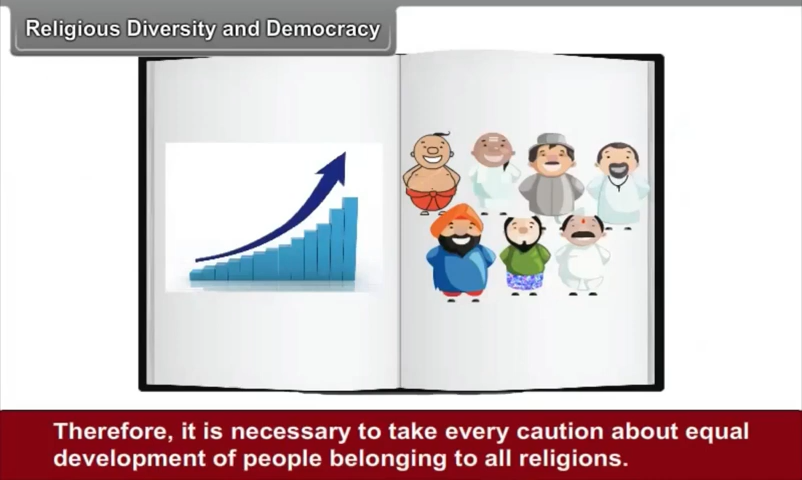 Religious Diversity and Democracy
Therefore, it is necessary to take every caution about equal
development of people belonging to all religions.